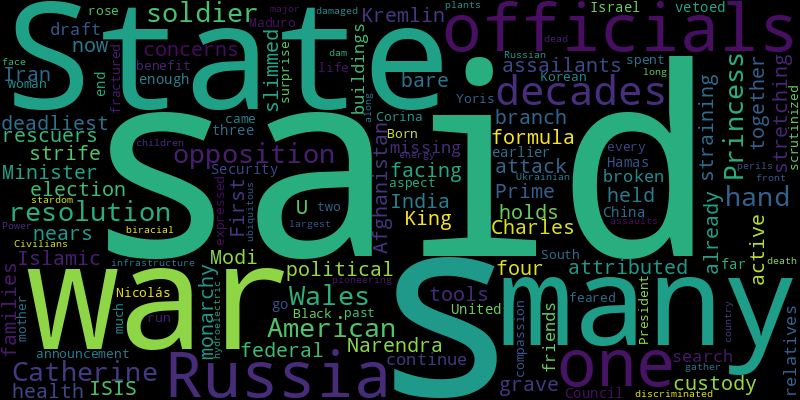 rose major damaged plants Israel vetoed
soldier Maduro Kremlin officials
State draft now concerns dead
Iran Woman face fractured end benefit enough slimmed surprise dam life buildings bare assailants spent Russian long
said Korean
deadliest rescuers strife along Yoris Corina decades branch Princess together stretching scrutinized
children Born formula straining
Minister opposition missing earlier attack every perils
election Security came three energy Ukrainian Hamas front
aspect facing broken
resolution expressed First ubiquitous U two India Prime held China hand
stardom King holds assaults
nears biracial largest Afghanistan Charles
Power Civilians South already active
Islamic Modi political four attributed far death
families war infrastructure monarchy hydroelectric pioneering S many
Nicolás Wales go tools feared
mother much run Black past United President country relatives
American compassion friends
announcement federal Narendra one search
Catherine Russia continue gather
health ISIS grave Council custody
discriminated